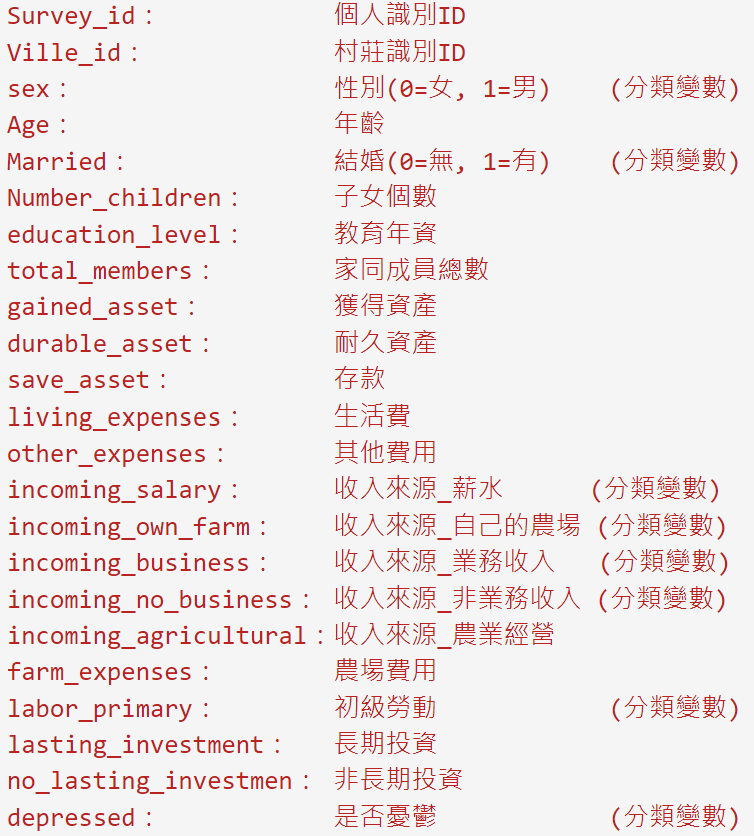 Survey_id： 個人識別ID
Ville_id： 村莊識別ID
sex： 性別(0=女, 1=男) (分類變數)
Age： 年齡
Married： 結婚(0=無, 1=有) (分類變數)
Number_children： 子女個數
education_level： 教育年資
total_members： 家同成員總數
gained_asset： 獲得資產
durable_asset： 耐久資產
save_asset： 存款
living_expenses： 生活費
other_expenses： 其他費用
incoming_salary： 收入來源_薪水 (分類變數)
incoming_own_farm： 收入來源_自己的農場 (分類變數)
incoming_business： 收入來源_業務收入 (分類變數)
incoming_no_business： 收入來源_非業務收入 (分類變數)
incoming_agricultural：收入來源_農業經營
farm_expenses： 農場費用
labor_primary： 初級勞動 (分類變數)
lasting_investment： 長期投資
no_lasting_investmen： 非長期投資
depressed： 是否憂鬱 (分類變數)